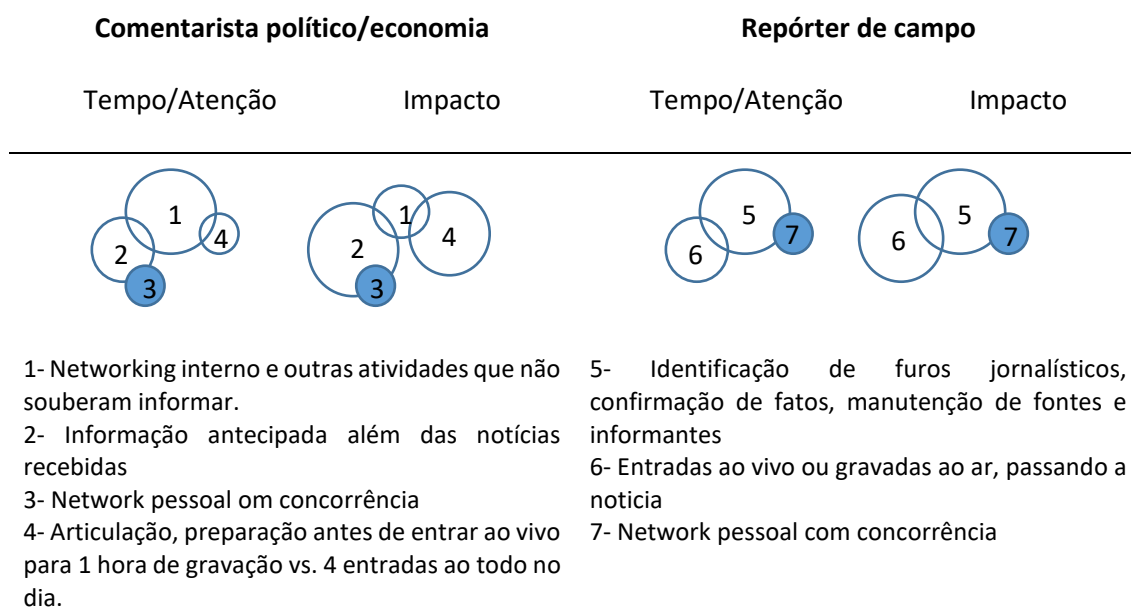 Comentarista político/economia
Repórter de campo
Tempo/Atenção
Impacto
Tempo/Atenção
Impacto
1
2
3
4
1
2
3
4
5
6
7
5
6
7
1- Networking interno e outras atividades que não
souberam informar.
2- Informação antecipada além das notícias
recebidas
3- Network pessoal om concorrência
4- Articulação, preparação antes de entrar ao vivo
para 1 hora de gravação vs. 4 entradas ao todo no
dia.
5- Identificação de furos jornalísticos,
confirmação de fatos, manutenção de fontes e
informantes
6- Entradas ao vivo ou gravadas ao ar, passando a
noticia
7- Network pessoal com concorrência